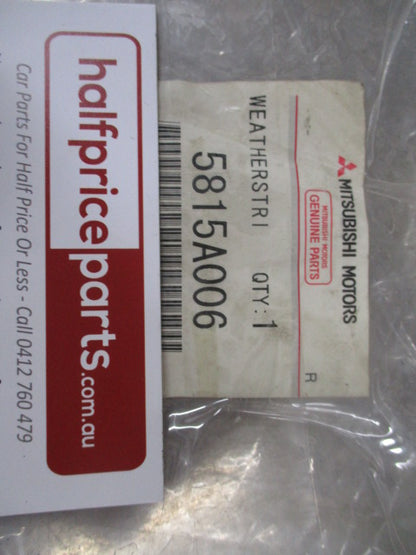 MITSUBISHI MOTORS
MITSUBISHI MOTORS
GENUINE PARTS
R
WEATHERSTRI QTY:1
5815A006
halfpriceparts.com.au
Car Parts For Half Price Or Less - Call 0412 760 479